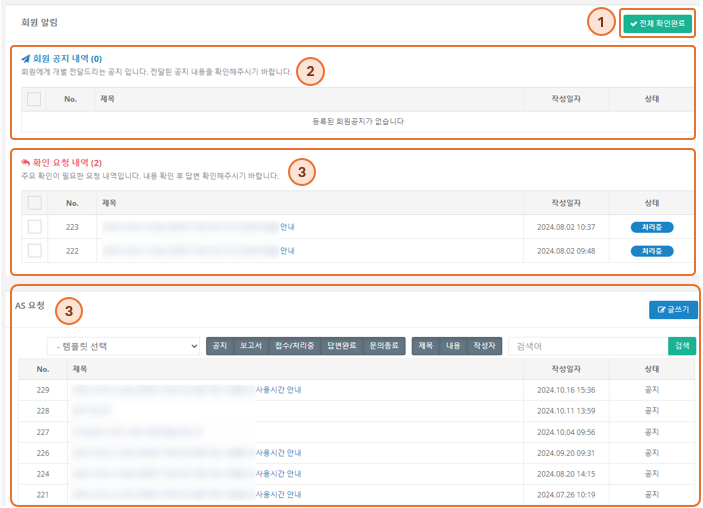 회원 알림
1
전체 확인완료
회원 공지 내역 (0)
회원에게 개별 전달드리는 공지 입니다. 전달된 공지 내용을 확인해주시기 바랍니다.
2
No. 제목 작성일자 상태
등록된 회원공지가 없습니다
확인 요청 내역 (2)
주요 확인이 필요한 요청 내역입니다. 내용 확인 후 답변 확인해주시기 바랍니다.
3
No. 제목 작성일자 상태
223 안내 2024.08.02 10:37 처리중
222 안내 2024.08.02 09:48 처리중
AS 요청
3
글쓰기
- 템플릿 선택 공지 보고서 접수/처리중 답변완료 문의종료 제목 내용 작성자 검색어 검색
No. 제목 작성일자 상태
229 사용시간 안내 2024.10.16 15:36 공지
228 2024.10.11 13:59 공지
227 2024.10.04 09:56 공지
226 사용시간 안내 2024.09.20 09:31 공지
224 사용시간 안내 2024.08.20 14:15 공지
221 사용시간 안내 2024.07.26 10:19 공지